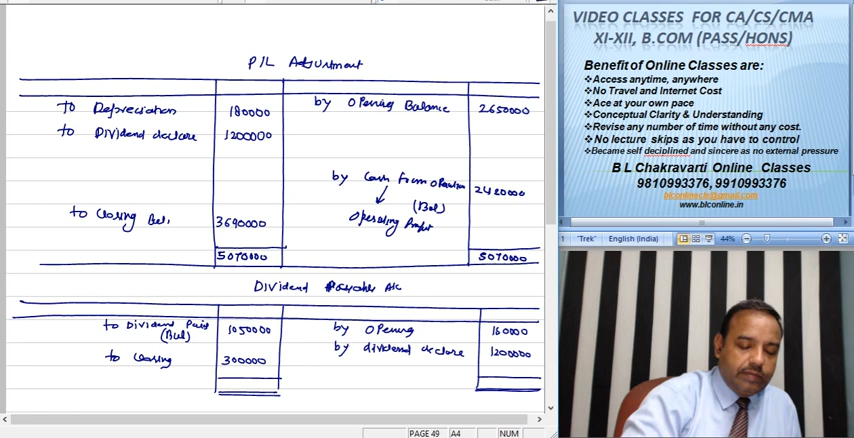 P/L Adjustment
To Depreciation 180000 by Opening Balance 2650000
To Dividend declare 1200000
by Cash from operation 2420000
(Bal)
To Closing Bal. 3690000 Operating Profit
5070000 5070000
Dividend Payable A/c
To Dividend Paid 1050000 by Opening 150000
(Bal)
To Closing 300000 by dividend declare 1200000
PAGE 49 A4 NUM
VIDEO CLASSES FOR CA/CS/CMA
XI-XII, B.COM (PASS/HONS)
Benefit of Online Classes are:
❖Access anytime, anywhere
❖No Travel and Internet Cost
❖Ace at your own pace
❖Conceptual Clarity & Understanding
❖Revise any number of time without any cost.
❖No lecture skips as you have to control
❖Became self deciplined and sincere as no external pressure
B L Chakravarti Online Classes
9810993376, 9910993376
www.blconline.in
1 "Trek" English (India) 44%